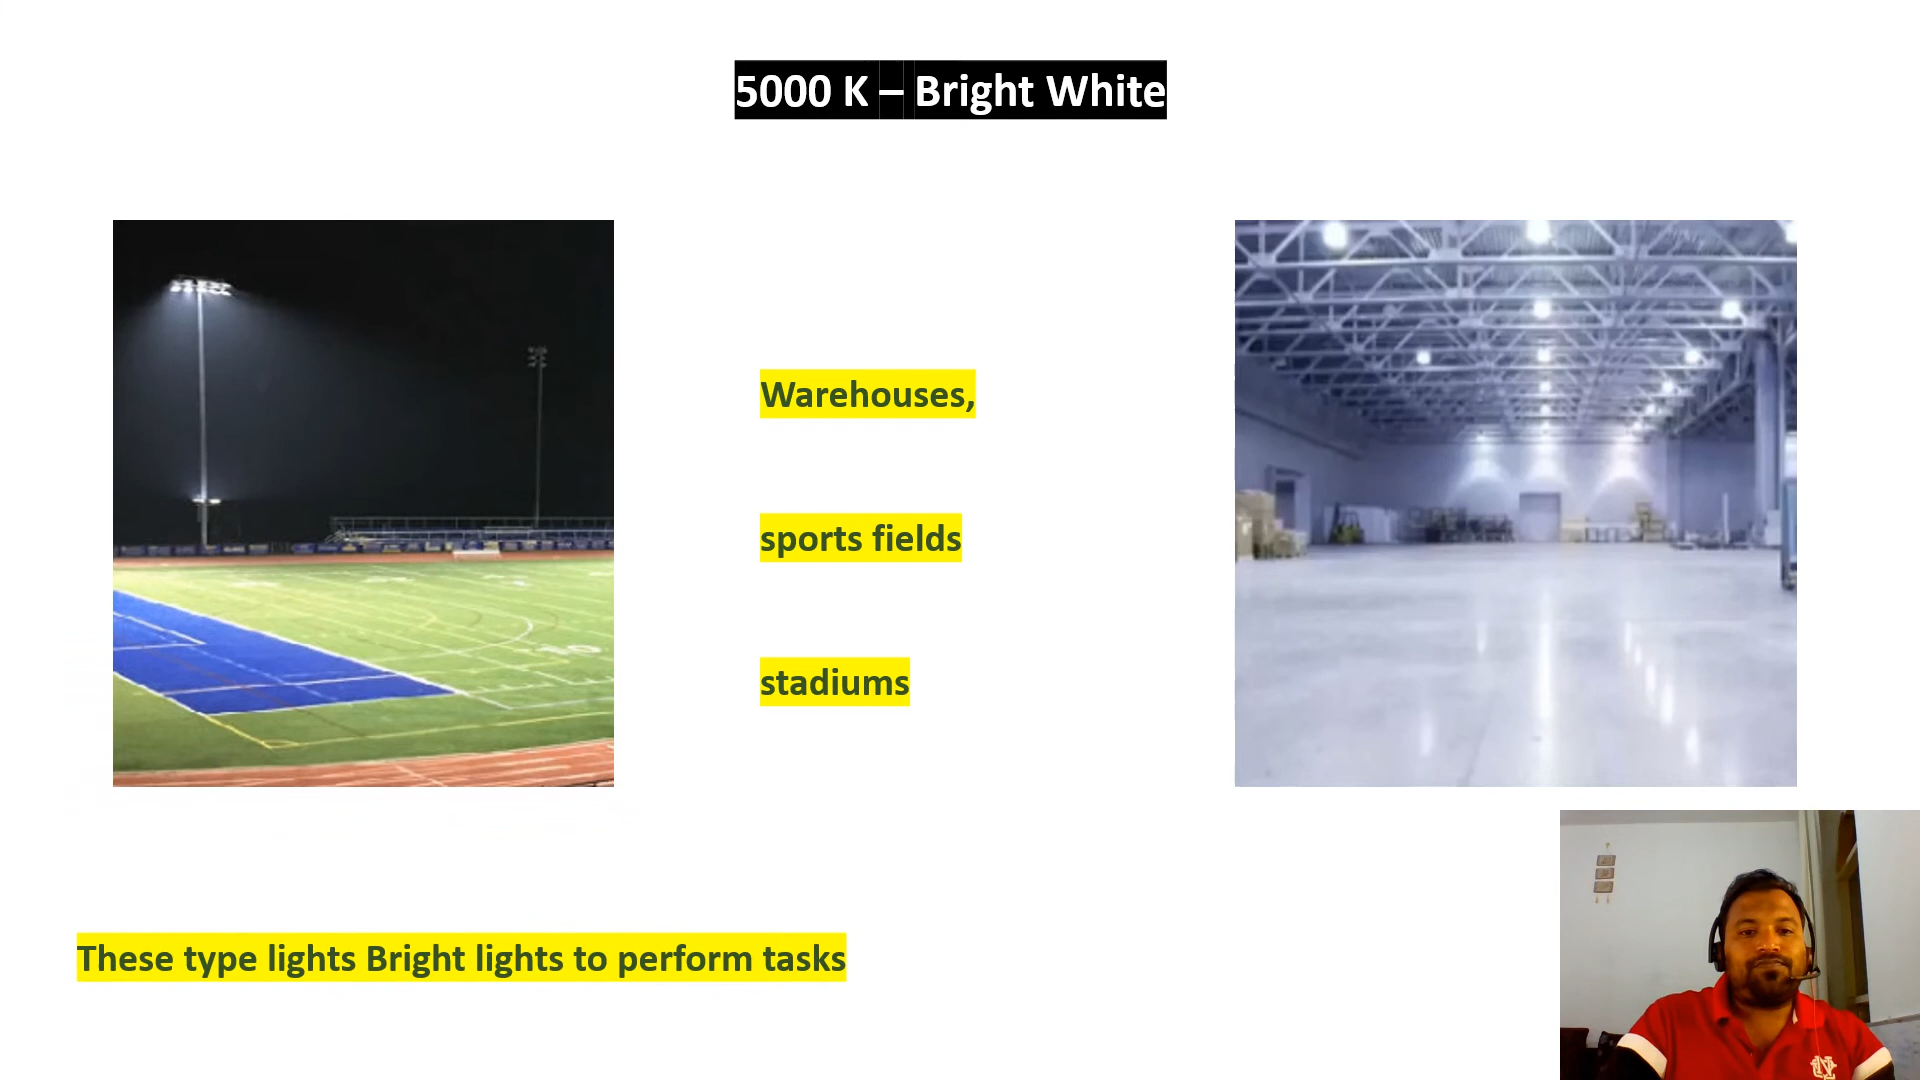 5000 K – Bright White
Warehouses,
sports fields
stadiums
These type lights Bright lights to perform tasks